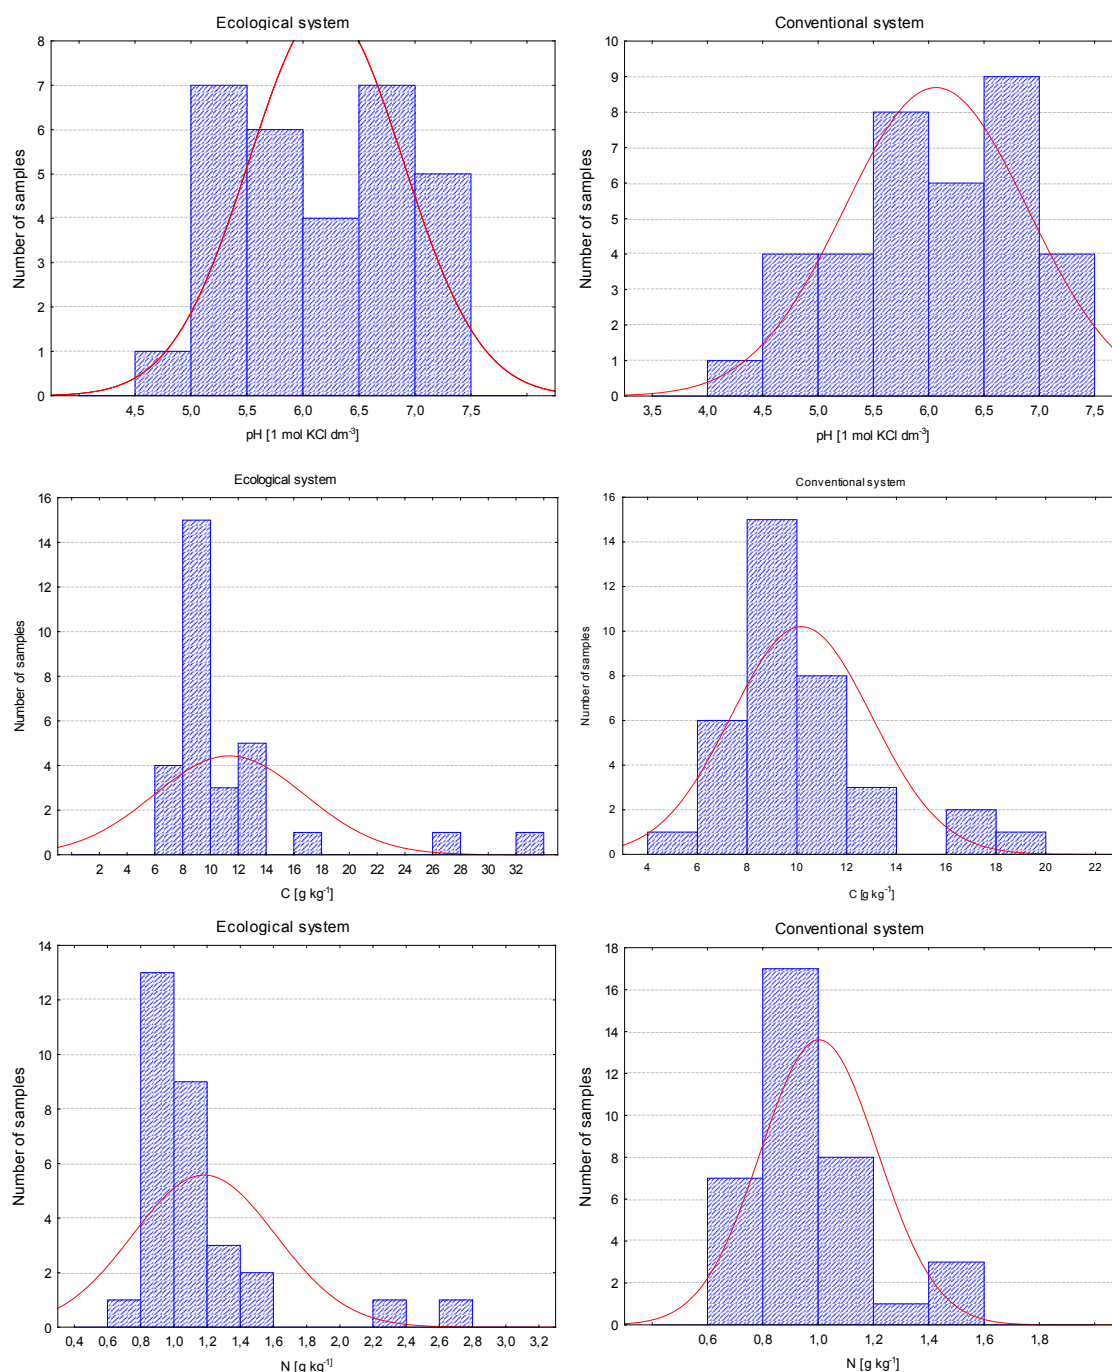 Ecological system
8
7
6
5
4
3
2
1
0
Number of samples
4,5 5,0 5,5 6,0 6,5 7,0 7,5
pH [1 mol KCl dm-3]
Conventional system
10
9
8
7
6
5
4
3
2
1
0
Number of samples
3,5 4,0 4,5 5,0 5,5 6,0 6,5 7,0 7,5
pH [1 mol KCl dm-3]
Ecological system
16
14
12
10
8
6
4
2
0
Number of samples
2 4 6 8 10 12 14 16 18 20 22 24 26 28 30 32
C [g kg-1]
Conventional system
16
14
12
10
8
6
4
2
0
Number of samples
4 6 8 10 12 14 16 18 20 22
C [g kg-1]
Ecological system
14
12
10
8
6
4
2
0
Number of samples
0,4 0,6 0,8 1,0 1,2 1,4 1,6 1,8 2,0 2,2 2,4 2,6 2,8 3,0 3,2
N [g kg-1]
Conventional system
18
16
14
12
10
8
6
4
2
0
Number of samples
0,6 0,8 1,0 1,2 1,4 1,6 1,8
N [g kg-1]